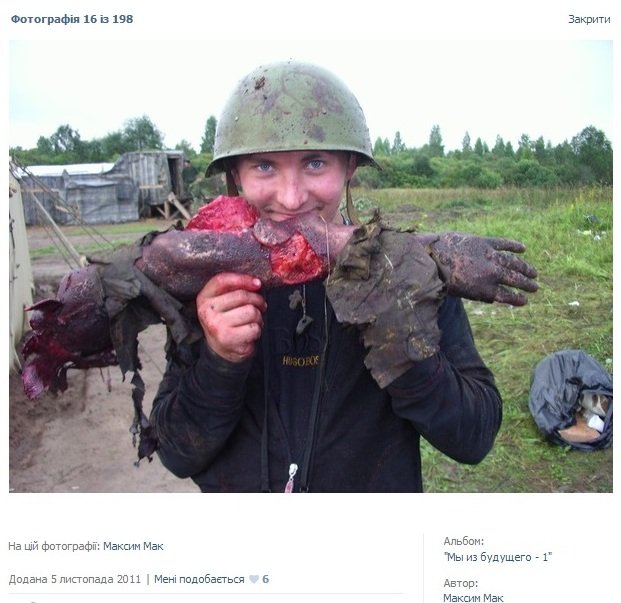 Фотографія 16 із 198
Закрити
HUGO BOSS
На цій фотографії: Максим Мак
Додана 5 листопада 2011 | Мені подобається 6
Альбом:
"Мы из будущего - 1"
Автор:
Максим Мак